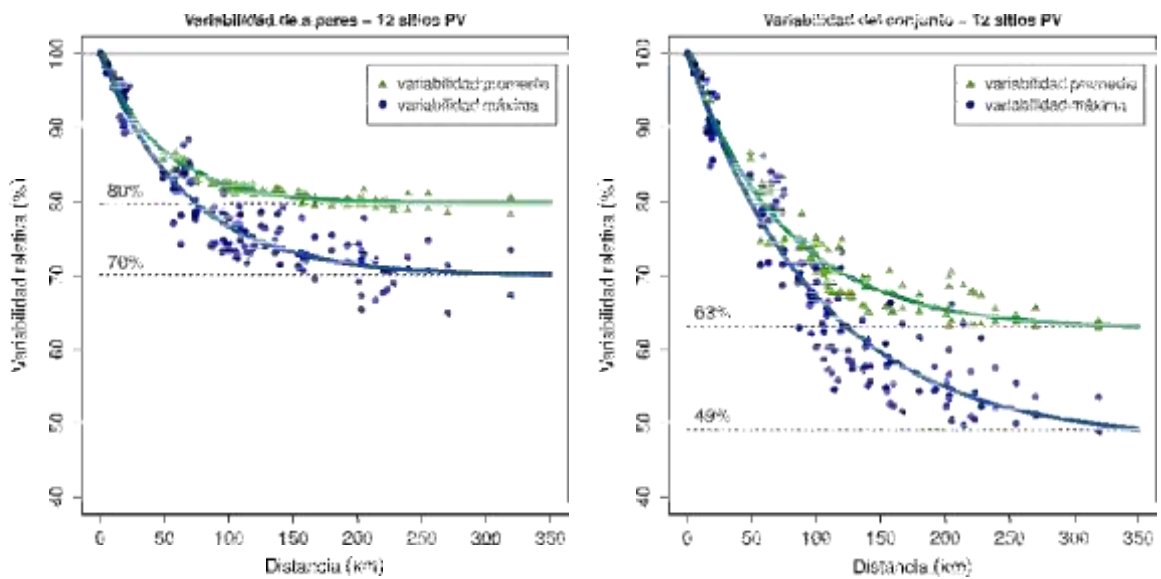 Variabilidad de a pares – 12 sitios PV
variabilidad promedio
variabilidad máxima
80%
70%
Variabilidad relativa (%)
100
90
80
70
60
50
40
0 50 100 150 200 250 300 350
Distancia (km)
Variabilidad del conjunto – 12 sitios PV
variabilidad promedio
variabilidad máxima
63%
49%
Variabilidad relativa (%)
100
90
80
70
60
50
40
0 50 100 150 200 250 300 350
Distancia (km)